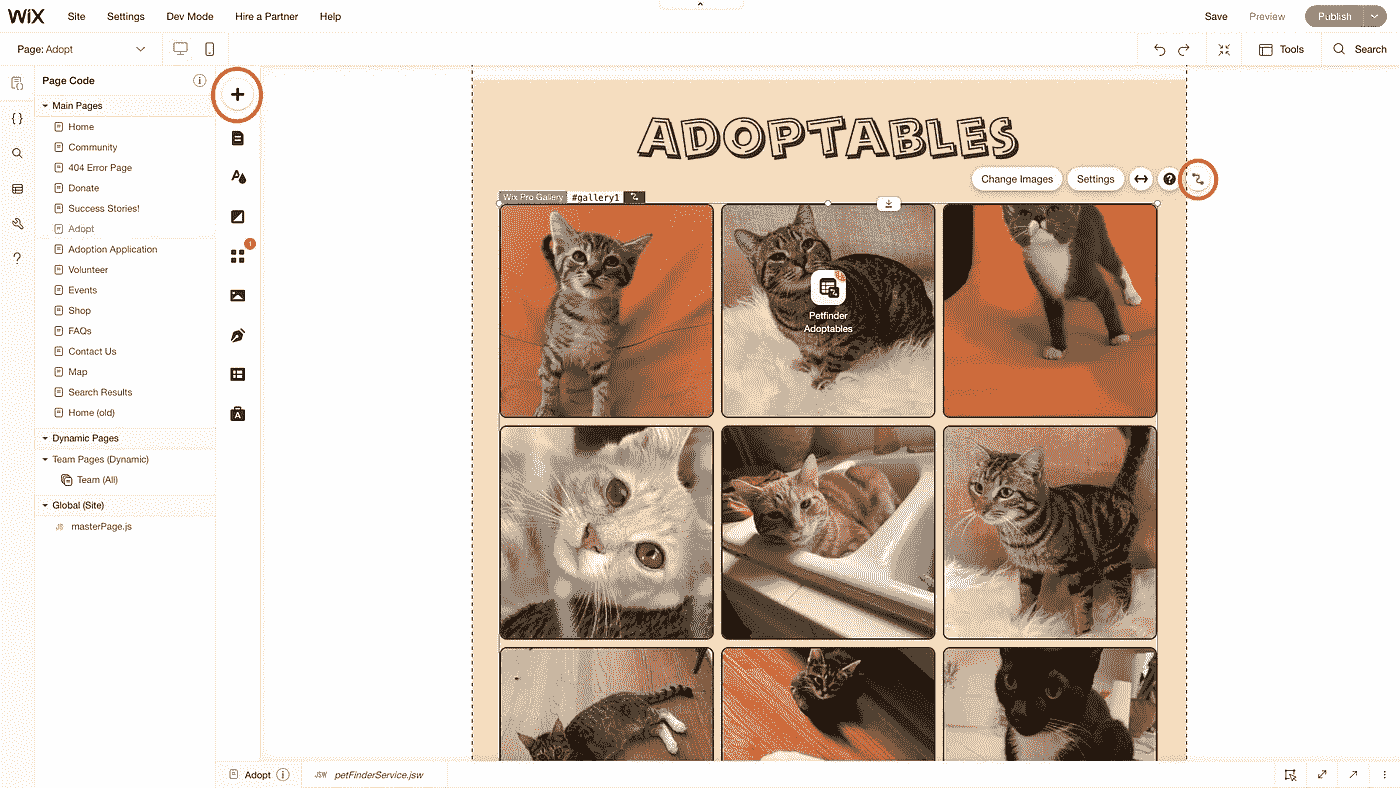 WiX
Site
Settings
Dev Mode
Hire a Partner
Help
Save
Preview
Publish
Page: Adopt
Tools
Search
Page Code
Main Pages
Home
Community
404 Error Page
Donate
Success Stories!
Adopt
Adoption Application
Volunteer
Events
Shop
FAQs
Contact Us
Map
Search Results
Home (old)
Dynamic Pages
Team Pages (Dynamic)
Team (All)
Global (Site)
JS masterPage.js
1
A
ADOPTABLES
Change Images
Settings
?
Wix Pro Gallery #gallery1
Petfinder
Adoptables
Adopt
JSW petFinderService.jsw